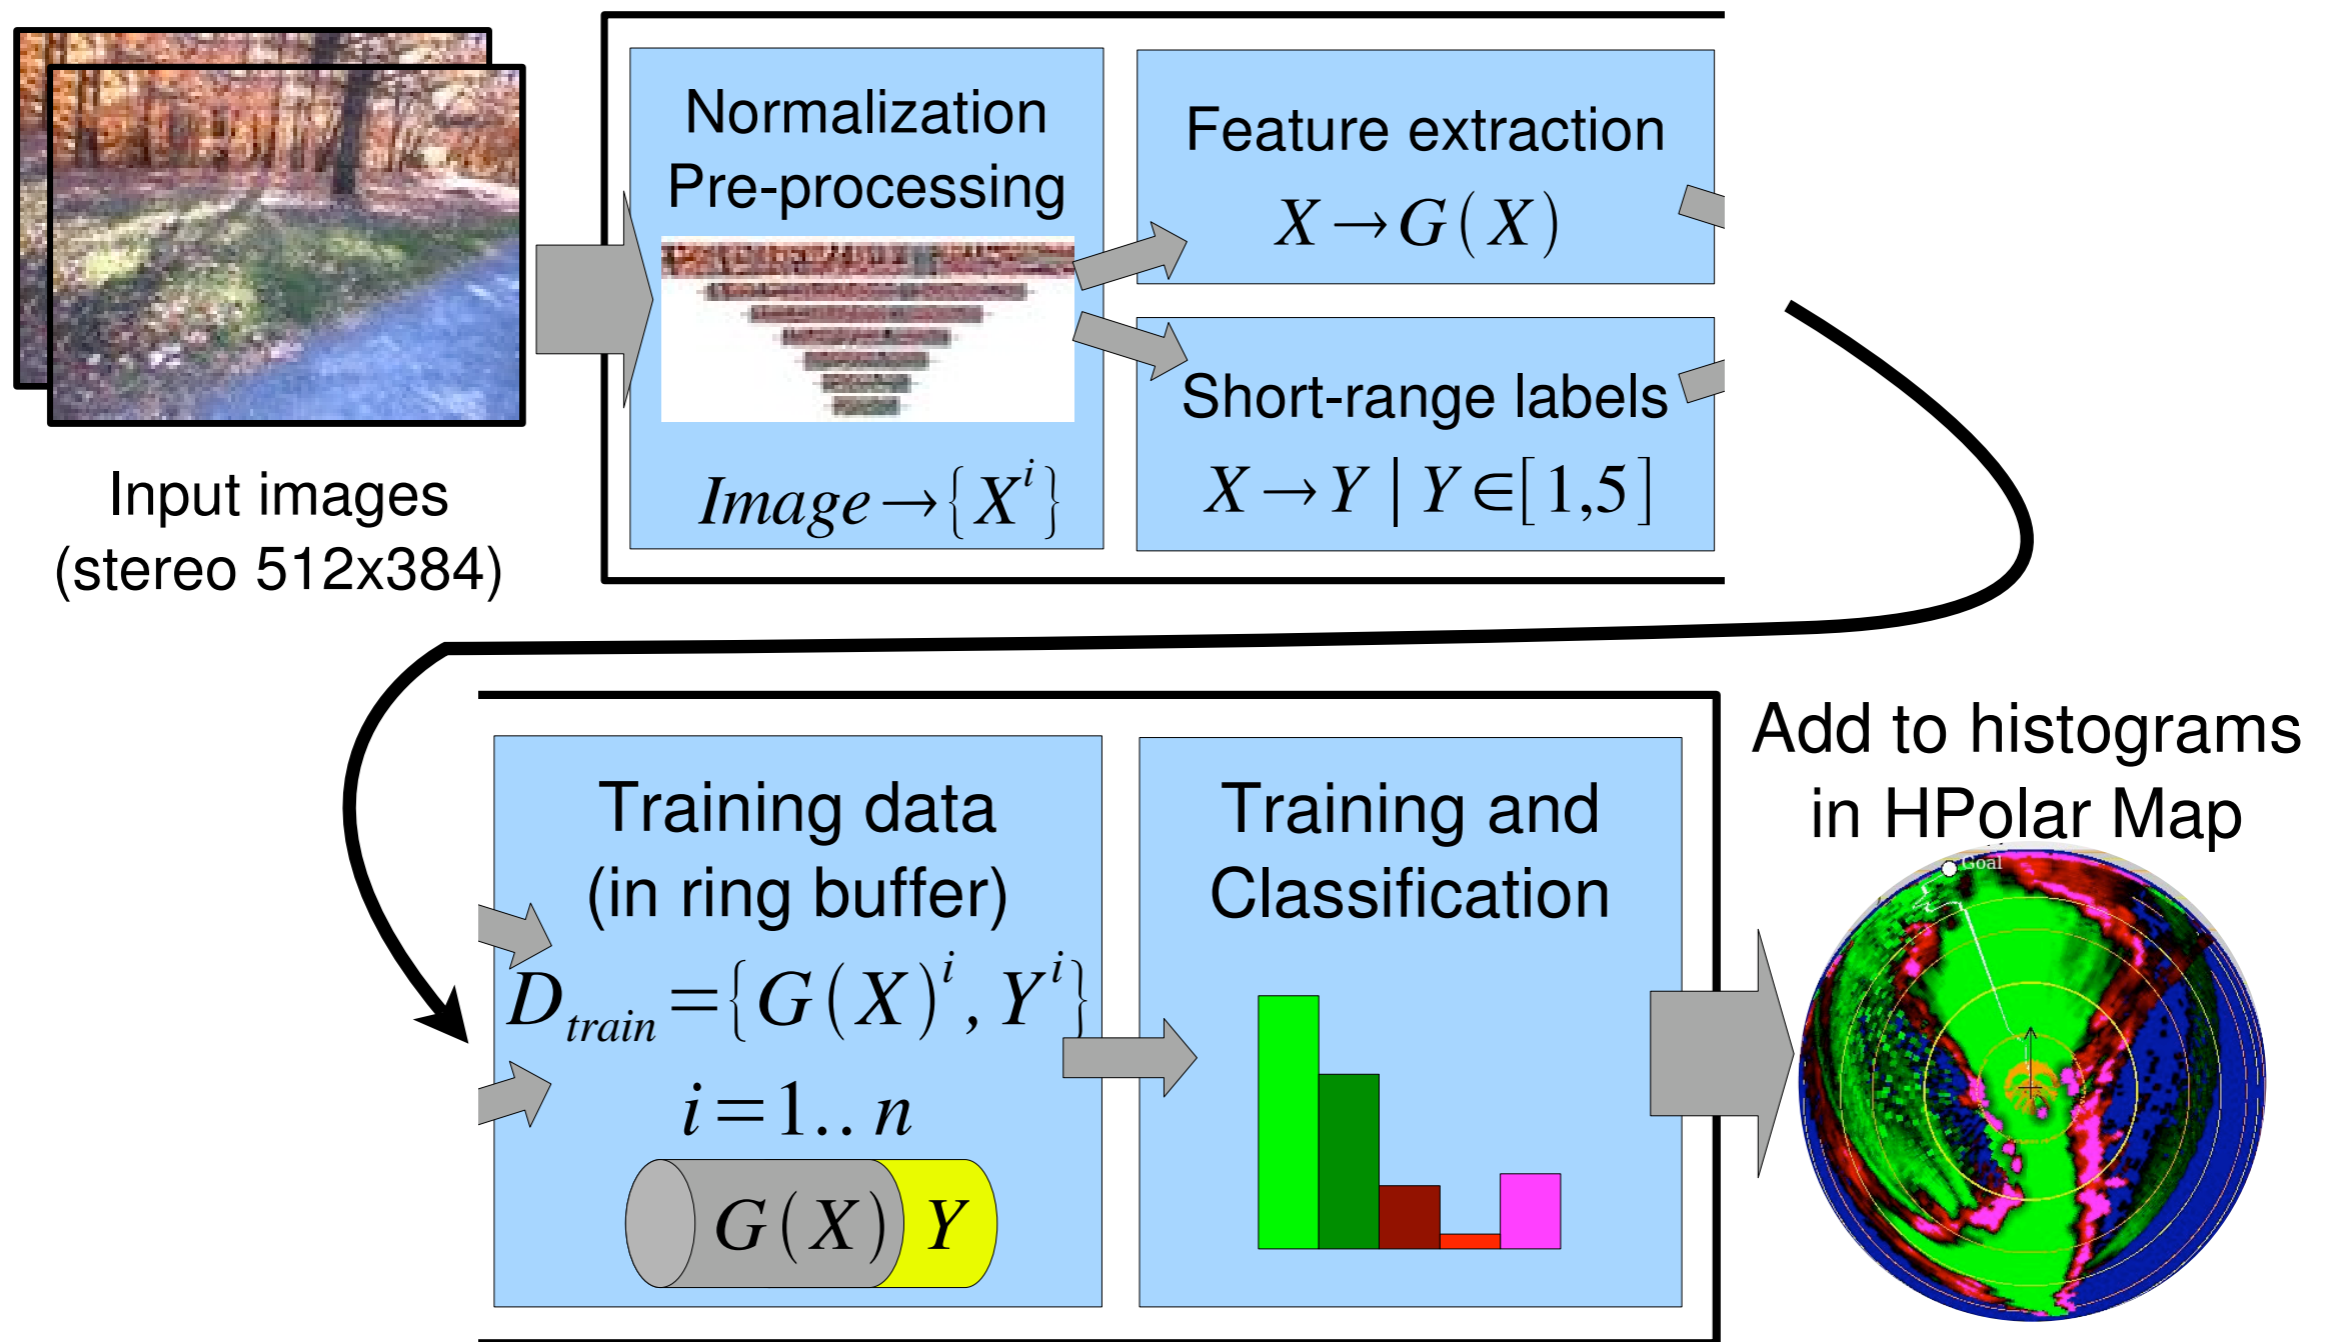 Input images
(stereo 512x384)
Normalization
Pre-processing
Image→{X^i}
Feature extraction
X→G(X)
Short-range labels
X→Y | Y∈[1,5]
Training data
(in ring buffer)
D_train={G(X)^i, Y^i}
i=1.. n
G(X) Y
Training and
Classification
Add to histograms
in HPolar Map
Goal